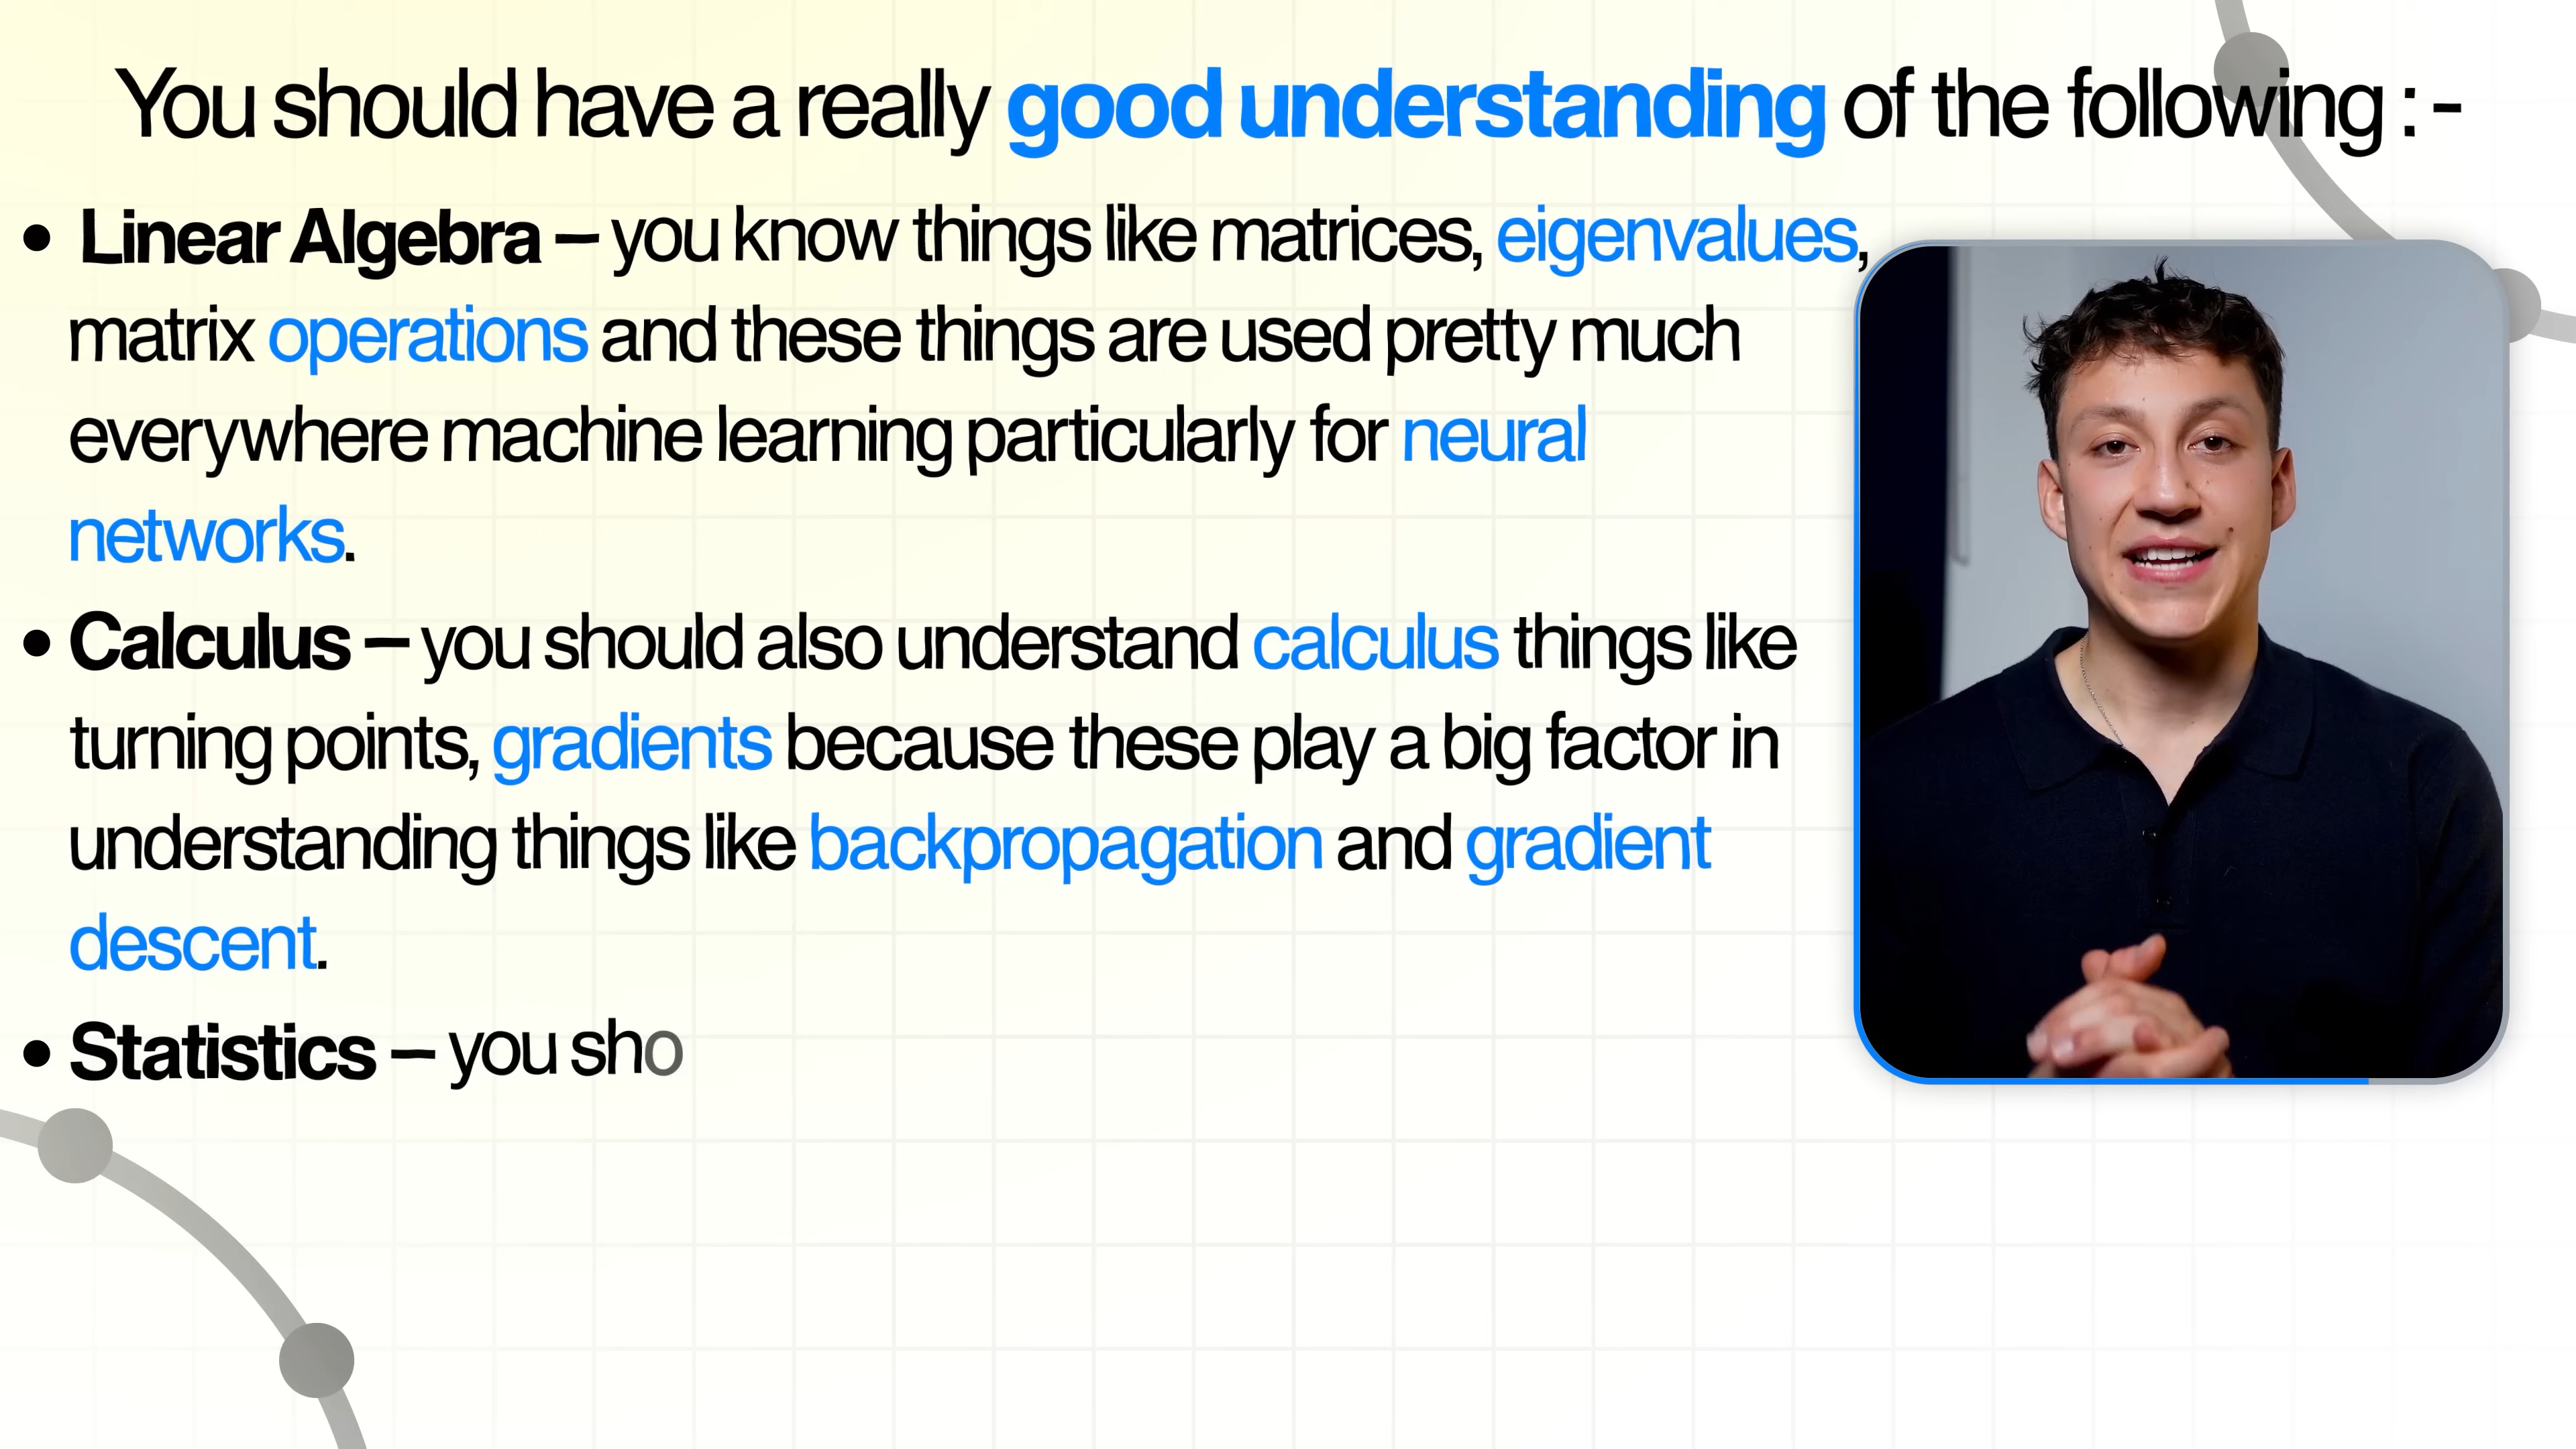 You should have a really good understanding of the following : -
• Linear Algebra – you know things like matrices, eigenvalues,
matrix operations and these things are used pretty much
everywhere machine learning particularly for neural
networks.
• Calculus – you should also understand calculus things like
turning points, gradients because these play a big factor in
understanding things like backpropagation and gradient
descent.
• Statistics – you sho